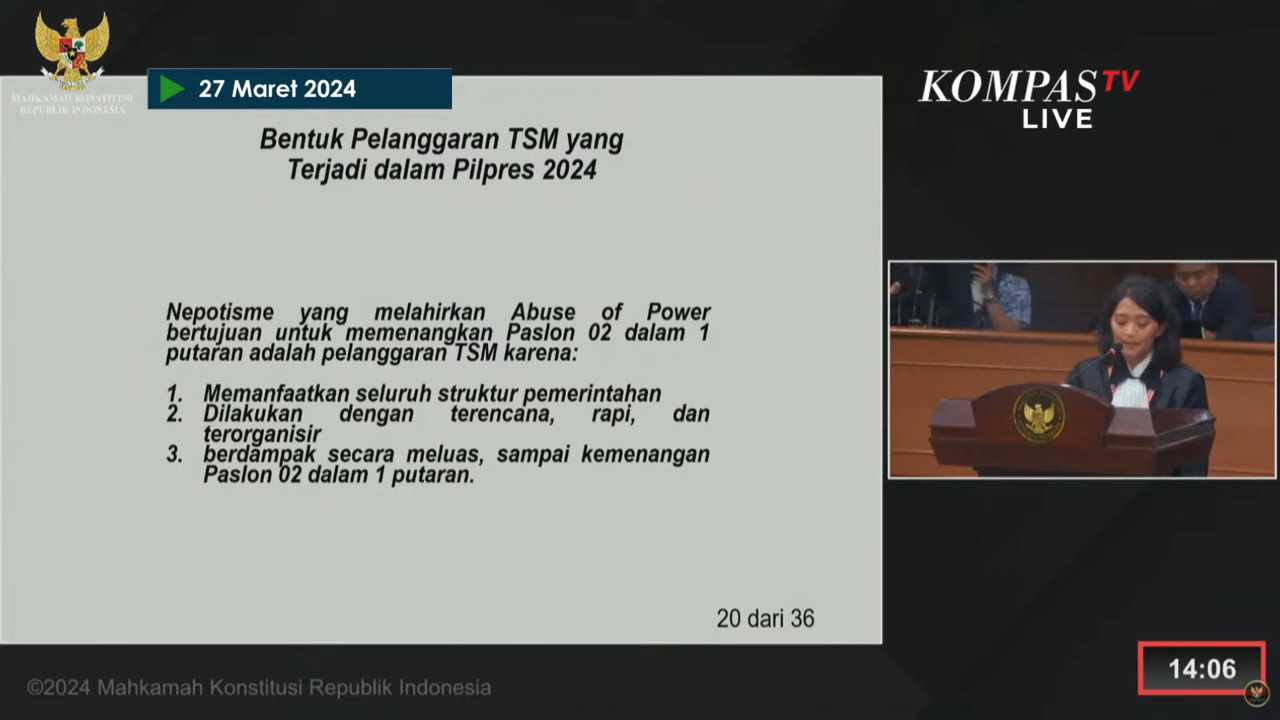 MAHKAMAH KONSTITUSI
REPUBLIK INDONESIA
27 Maret 2024
KOMPAS TV
LIVE
Bentuk Pelanggaran TSM yang
Terjadi dalam Pilpres 2024
Nepotisme yang melahirkan Abuse of Power
bertujuan untuk memenangkan Paslon 02 dalam 1
putaran adalah pelanggaran TSM karena:
1. Memanfaatkan seluruh struktur pemerintahan
2. Dilakukan dengan terencana, rapi, dan
terorganisir
3. berdampak secara meluas, sampai kemenangan
Paslon 02 dalam 1 putaran.
20 dari 36
14:06
©2024 Mahkamah Konstitusi Republik Indonesia